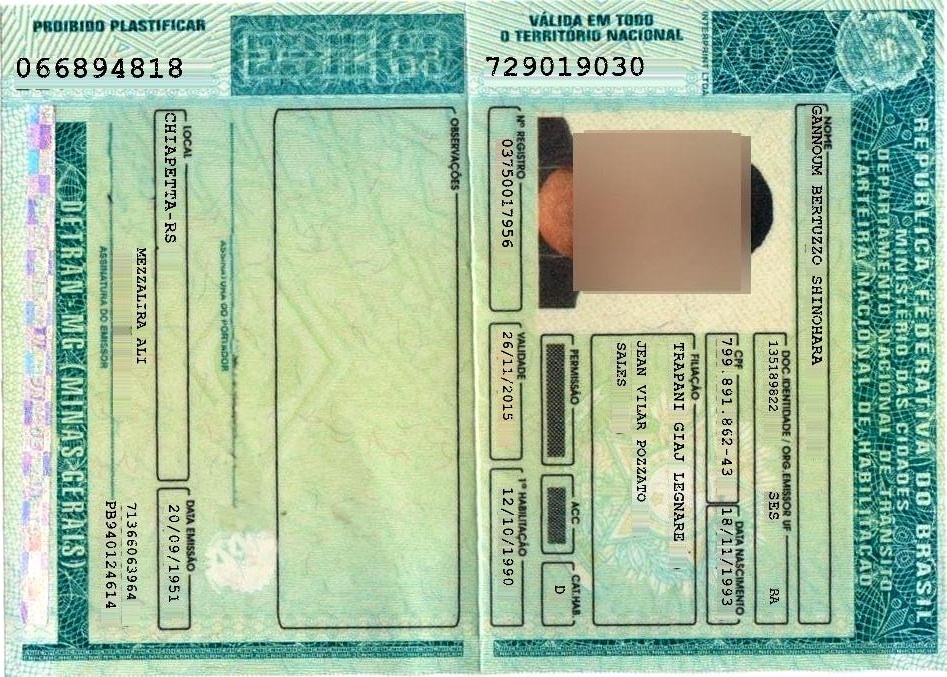 PROIBIDO PLASTIFICAR
066894818
VÁLIDA EM TODO
O TERRITÓRIO NACIONAL
729019030
INTERPRINT LTDA
REPÚBLICA FEDERATIVA DO BRASIL
MINISTÉRIO DAS CIDADES
DEPARTAMENTO NACIONAL DE TRÂNSITO
CARTEIRA NACIONAL DE HABILITAÇÃO
NOME
GANNOUM BERTUZZO SHINOHARA
DOC. IDENTIDADE / ORG. EMISSOR UF
135189822 SES BA
CPF
799.891.862-43
DATA NASCIMENTO
18/11/1993
FILIAÇÃO
TRAPANI GIAJ LEGNARE
JEAN VILAR POZZATO
SALES
PERMISSÃO
ACC
CAT.HAB.
D
Nº REGISTRO
03750017956
VALIDADE
26/11/2015
1ª HABILITAÇÃO
12/10/1990
OBSERVAÇÕES
ASSINATURA DO PORTADOR
LOCAL
CHIAPETTA-RS
DATA EMISSÃO
20/09/1951
MEZZALIRA ALI
ASSINATURA DO EMISSOR
71366063964
PB940124614
DETRAN MG (MINAS GERAIS)